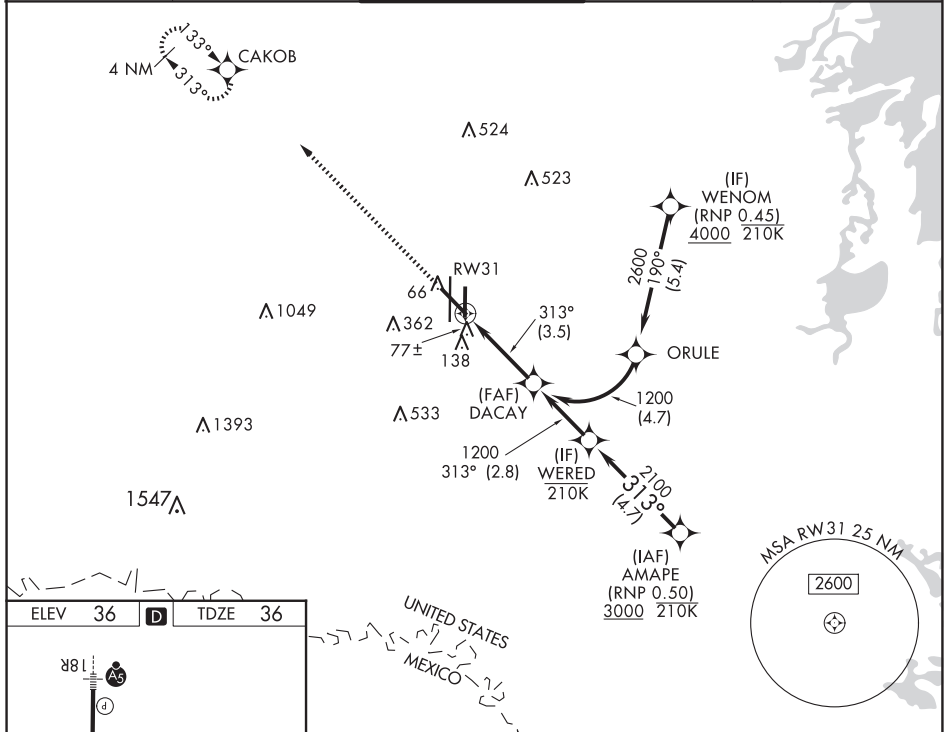 133°
CAKOB
4 NM
313°
524
523
(IF)
WENOM
(RNP 0.45)
4000 210K
2600
190°
(5.4)
RW31
66
1049
362
313°
(3.5)
77±
138
ORULE
(FAF)
DACAY
1200
(4.7)
533
1393
1200
313° (2.8)
(IF)
WERED
210K
2100
313°
(4.7)
1547
(IAF)
AMAPE
(RNP 0.50)
3000 210K
MSA RW31 25 NM
2600
UNITED STATES
MEXICO
ELEV 36 D TDZE 36
18R
A5
P